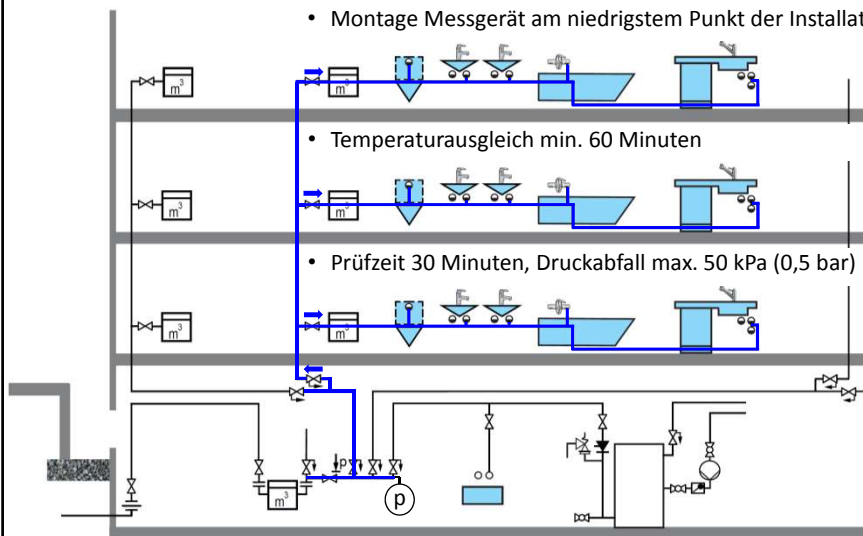 • Montage Messgerät am niedrigstem Punkt der Installat
m³
m³
• Temperaturausgleich min. 60 Minuten
m³
m³
• Prüfzeit 30 Minuten, Druckabfall max. 50 kPa (0,5 bar)
m³
m³
p
m³
p